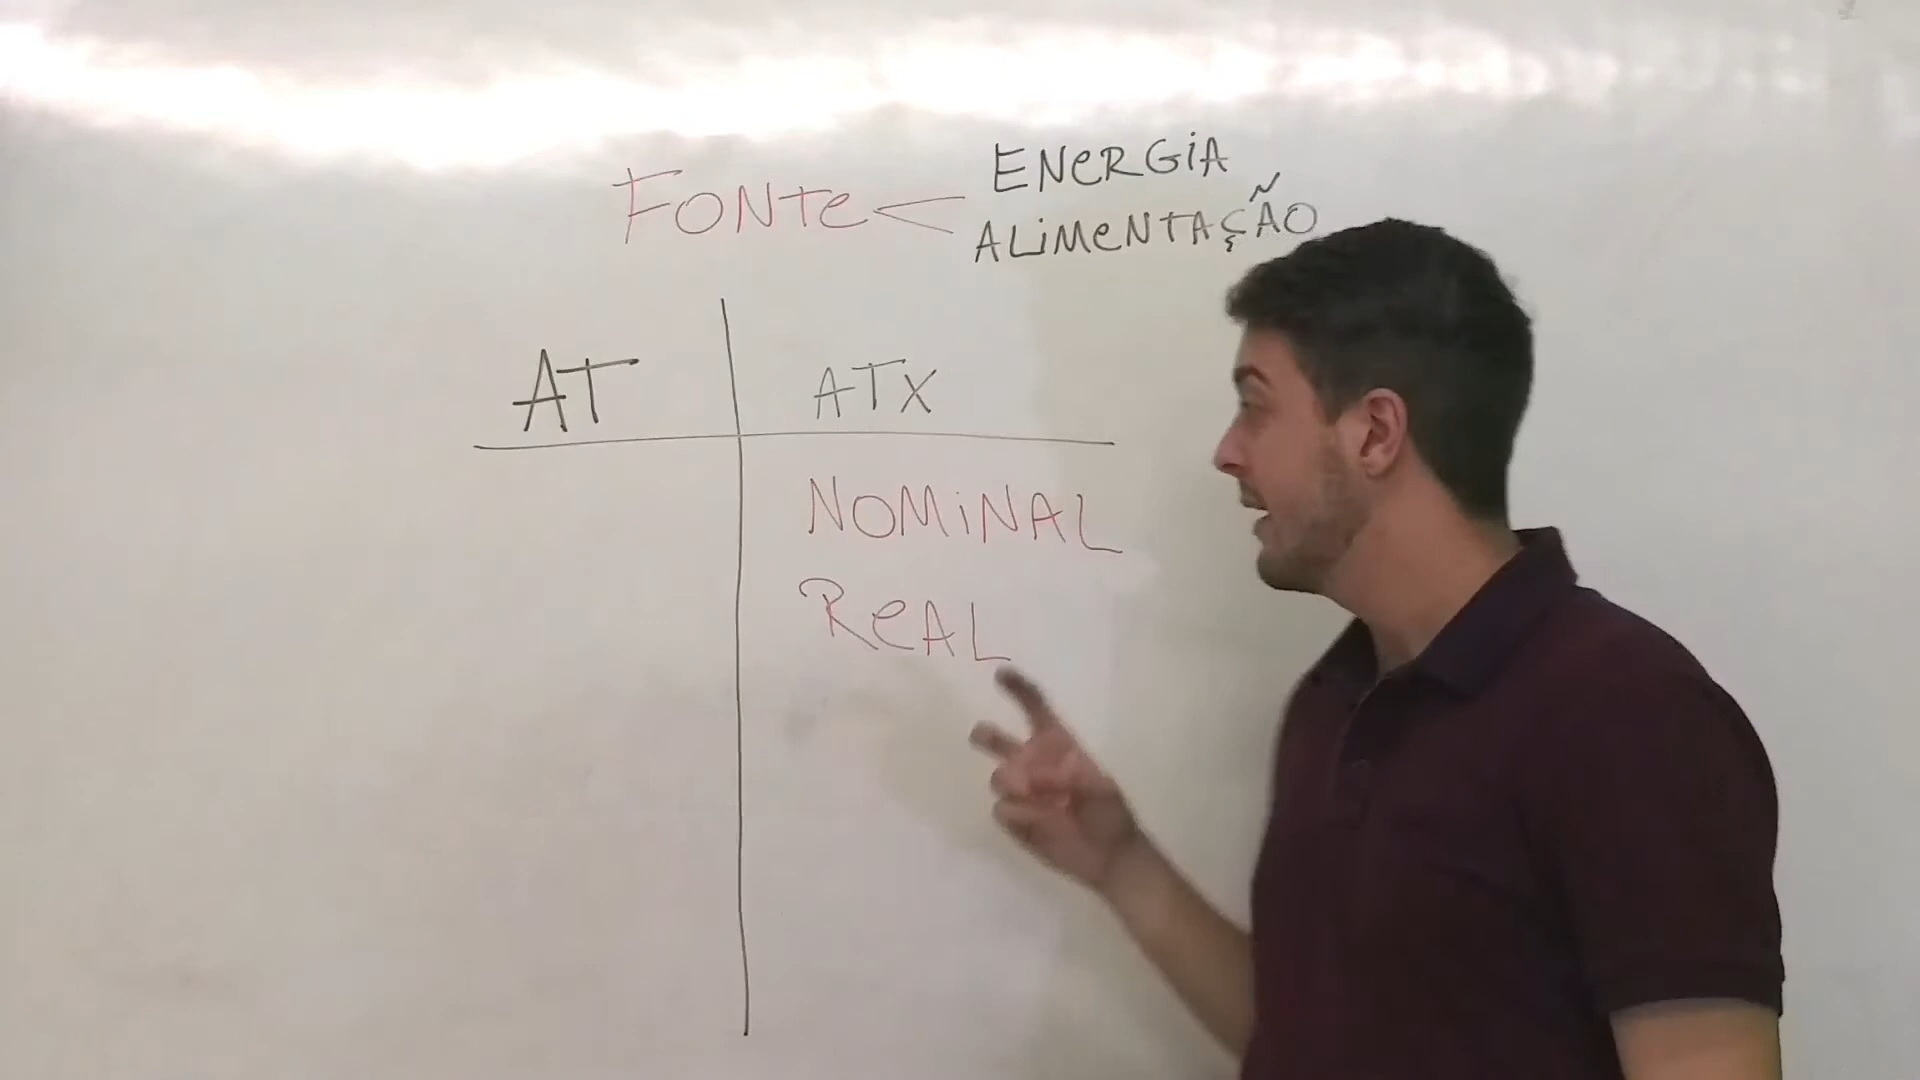 FONTE < ENERGIA
ALIMENTAÇÃO
AT ATX
NOMINAL
REAL